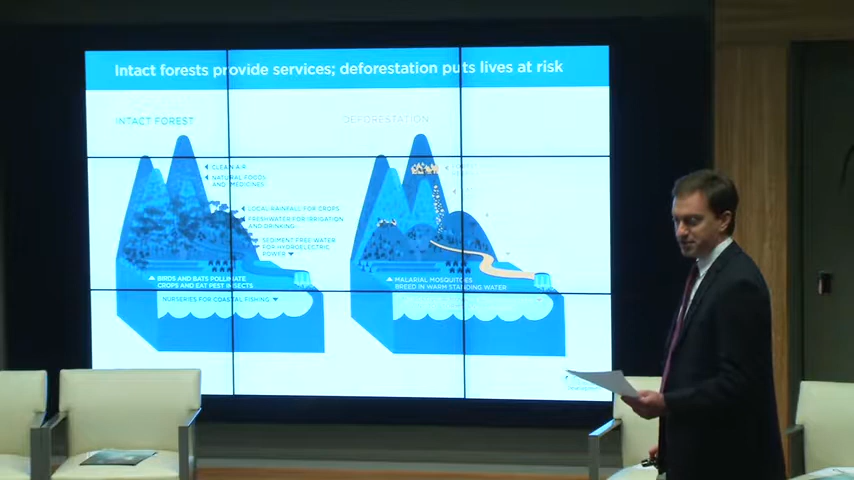 Intact forests provide services; deforestation puts lives at risk
INTACT FOREST
CLEAN AIR
NATURAL FOODS
AND MEDICINES
LOCAL RAINFALL FOR CROPS
FRESHWATER FOR IRRIGATION
AND DRINKING
SEDIMENT FREE WATER
FOR HYDROELECTRIC
POWER
BIRDS AND BATS POLLINATE
CROPS AND EAT PEST INSECTS
NURSERIES FOR COASTAL FISHING
DEFORESTATION
MALARIAL MOSQUITOES
BREED IN WARM STANDING WATER